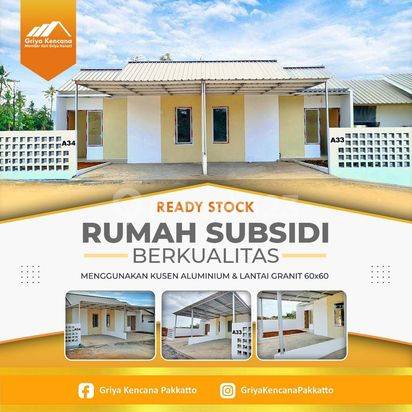 Griya Kencana
A34
A33
READY STOCK
RUMAH SUBSIDI
BERKUALITAS
MENGGUNAKAN KUSEN ALUMINIUM & LANTAI GRANIT 60x60
A33
Griya Kencana Pakkatto
GriyaKencanaPakkatto